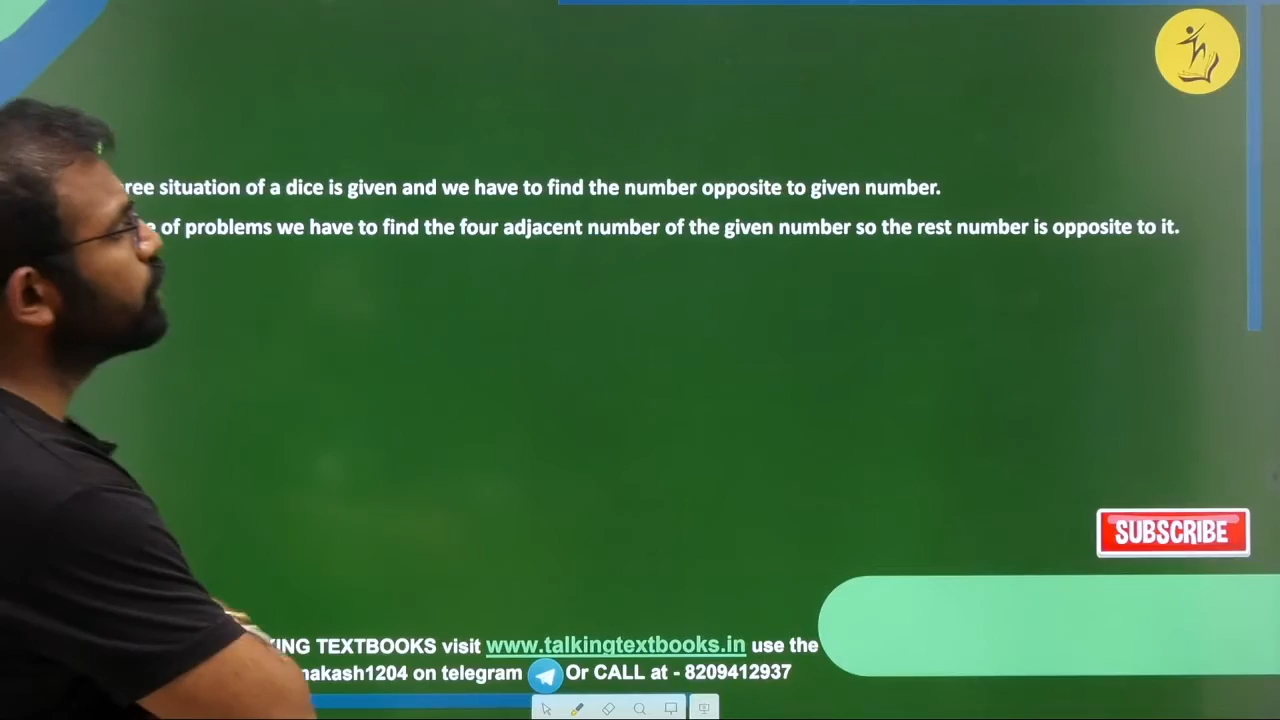 ree situation of a dice is given and we have to find the number opposite to given number.
e of problems we have to find the four adjacent number of the given number so the rest number is opposite to it.
SUBSCRIBE
KING TEXTBOOKS visit www.talkingtextbooks.in use the
nakash1204 on telegram Or CALL at - 8209412937